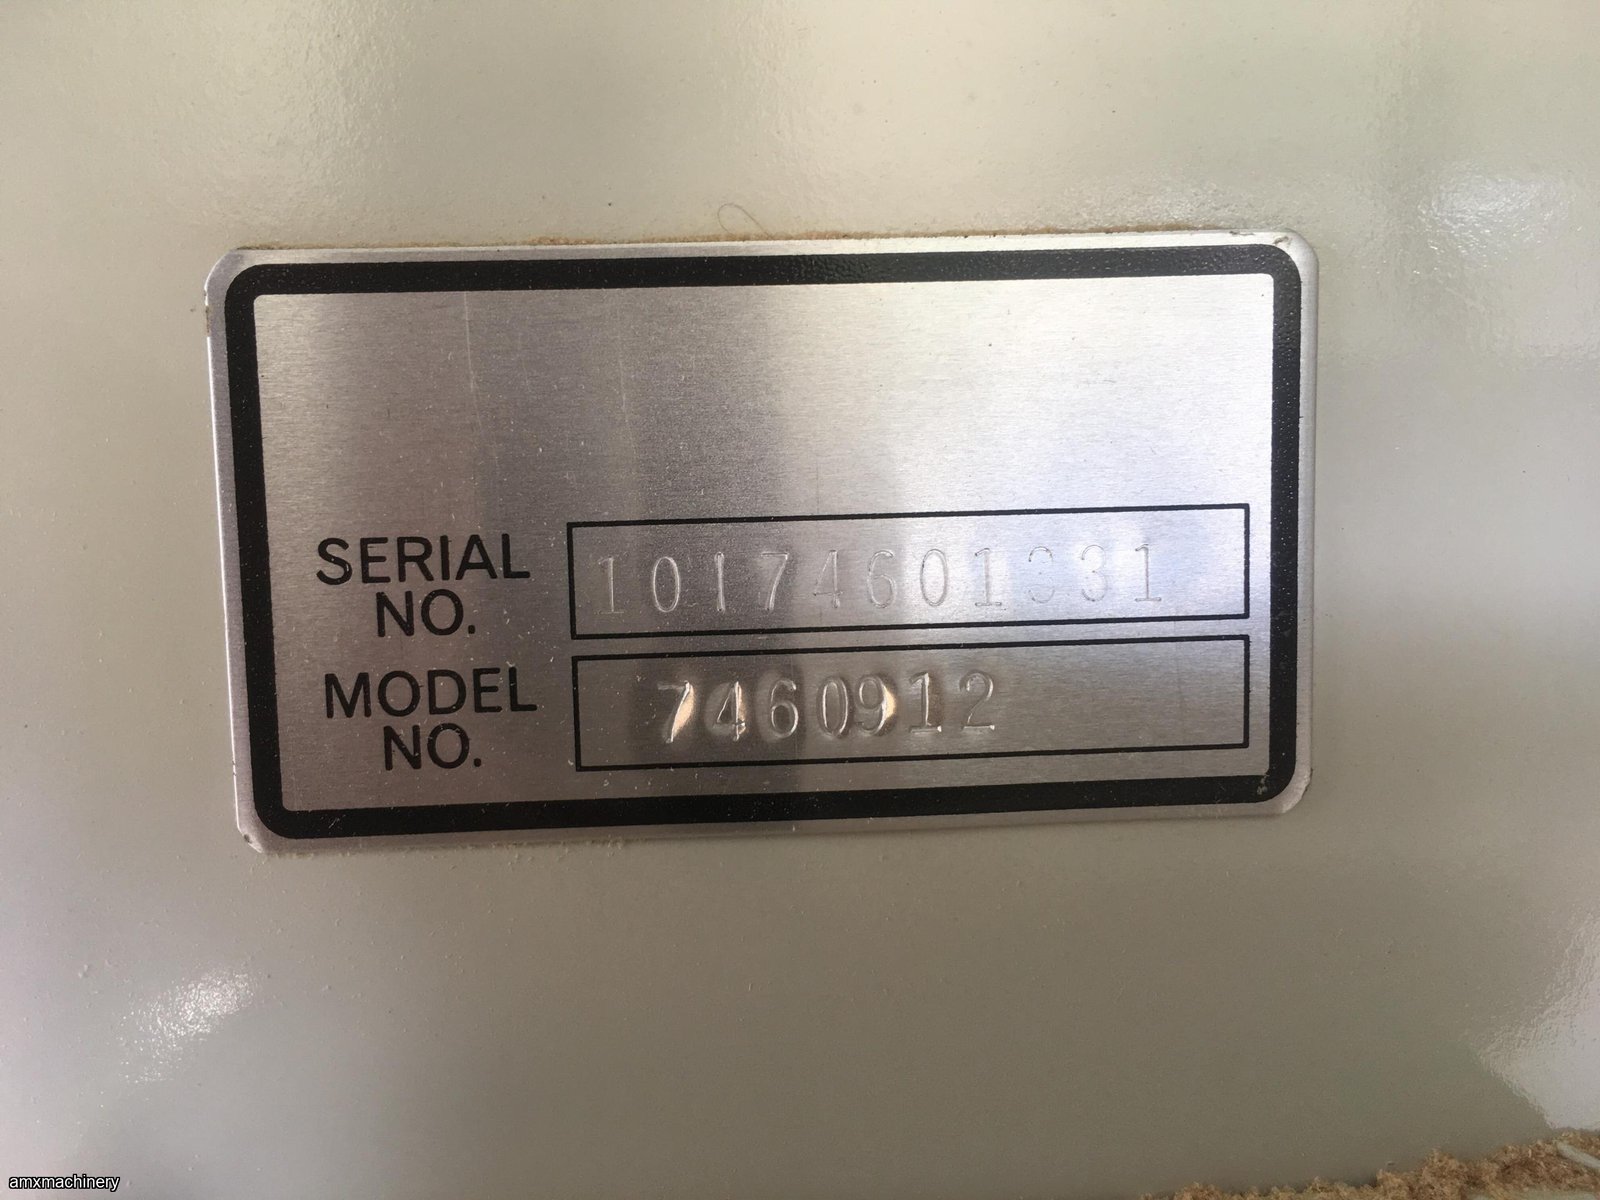 SERIAL
NO.
MODEL
NO. 7460912
amxmachinery